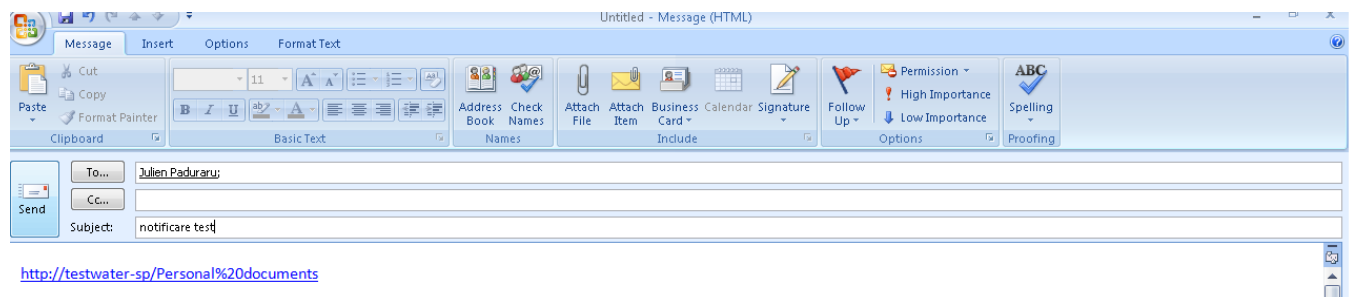 Untitled - Message (HTML)
Message Insert Options Format Text
Cut
Copy
Format Painter
Paste
Clipboard
11 A A
B I U ab A
Basic Text
Address Book
Check Names
Names
Attach File
Attach Item
Business Card
Calendar
Signature
Include
Follow Up
Permission
High Importance
Low Importance
Options
ABC
Spelling
Proofing
Send
To... Julien Paduraru;
Cc...
Subject: notificare test
http://testwater-sp/Personal%20documents